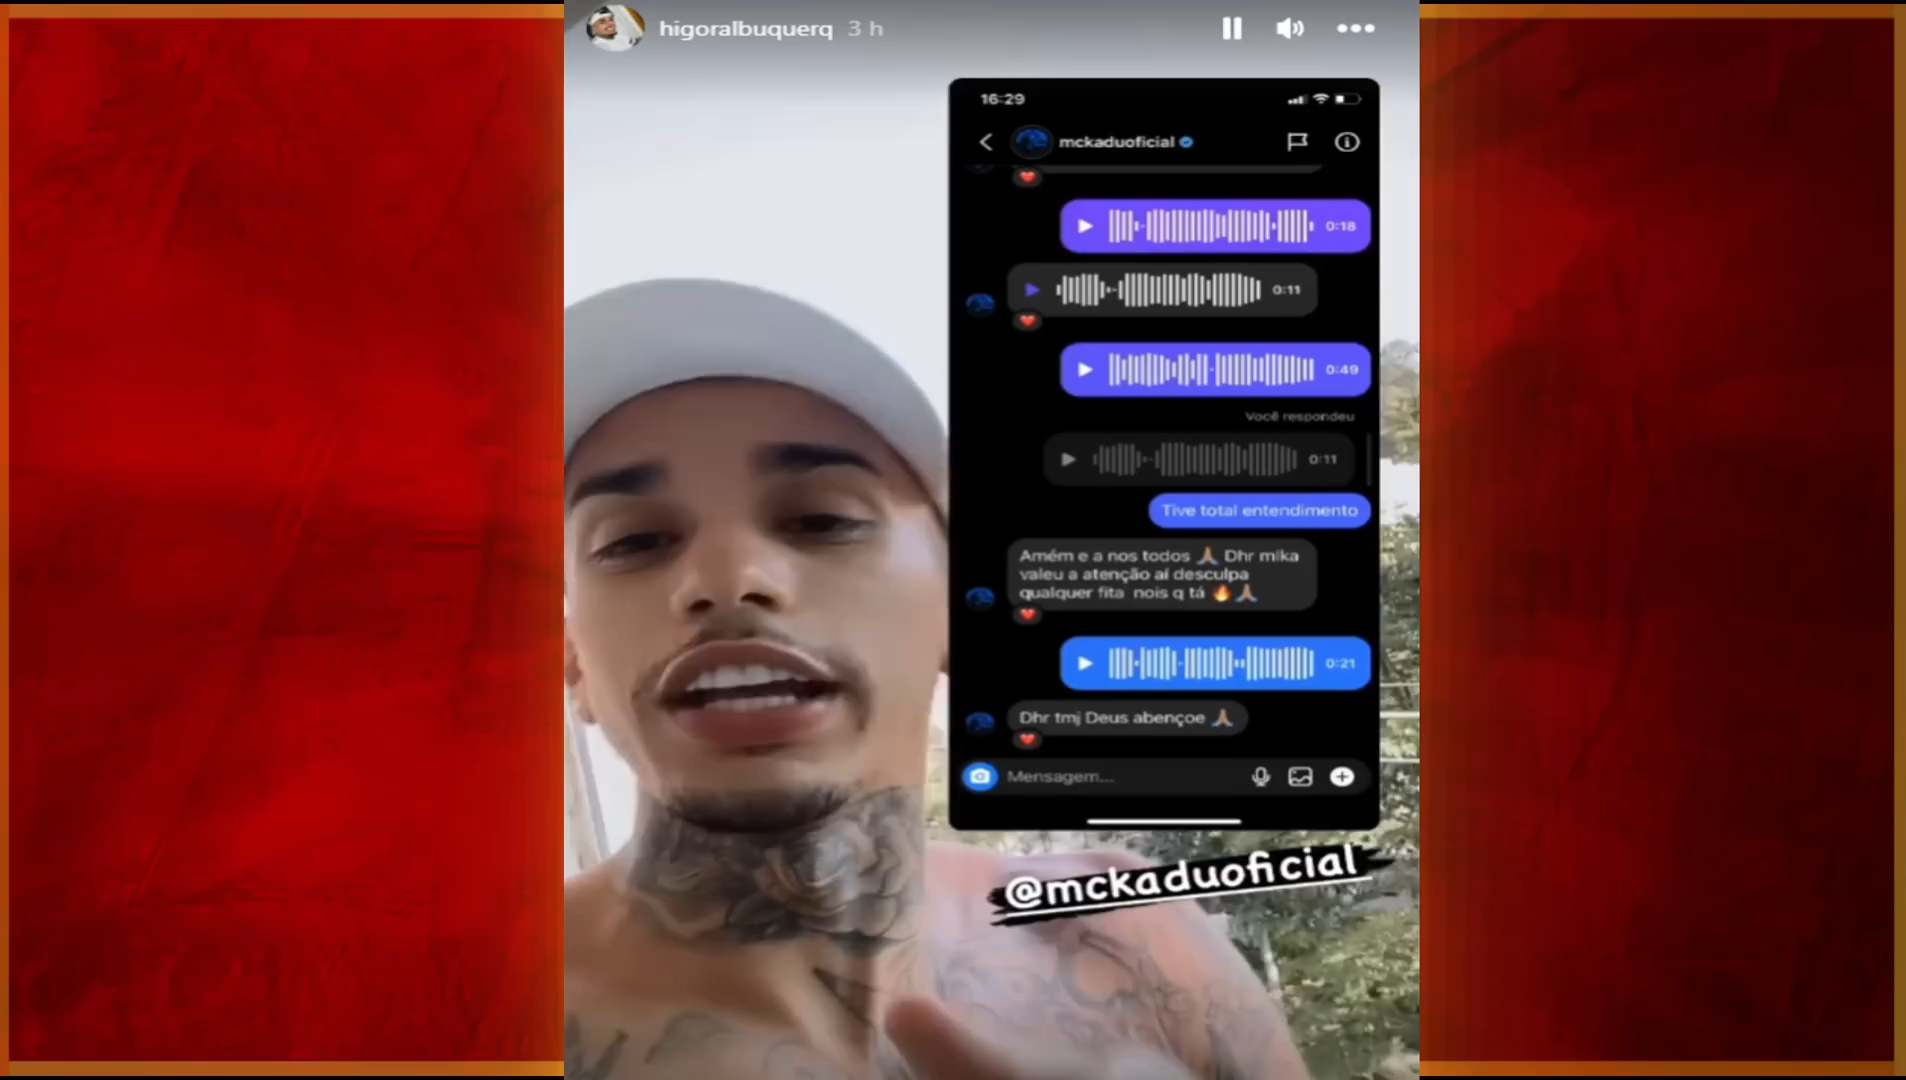 higoralbuquerq 3 h
16:29
mckaduoficial
0:18
0:11
0:49
Você respondeu
0:11
Tive total entendimento
Amém e a nos todos 🙏🏽 Dhr mlka
valeu a atenção aí desculpa
qualquer fita nois q tá 🔥🙏🏽
0:21
Dhr tmj Deus abençoe 🙏🏽
Mensagem...
@mckaduoficial